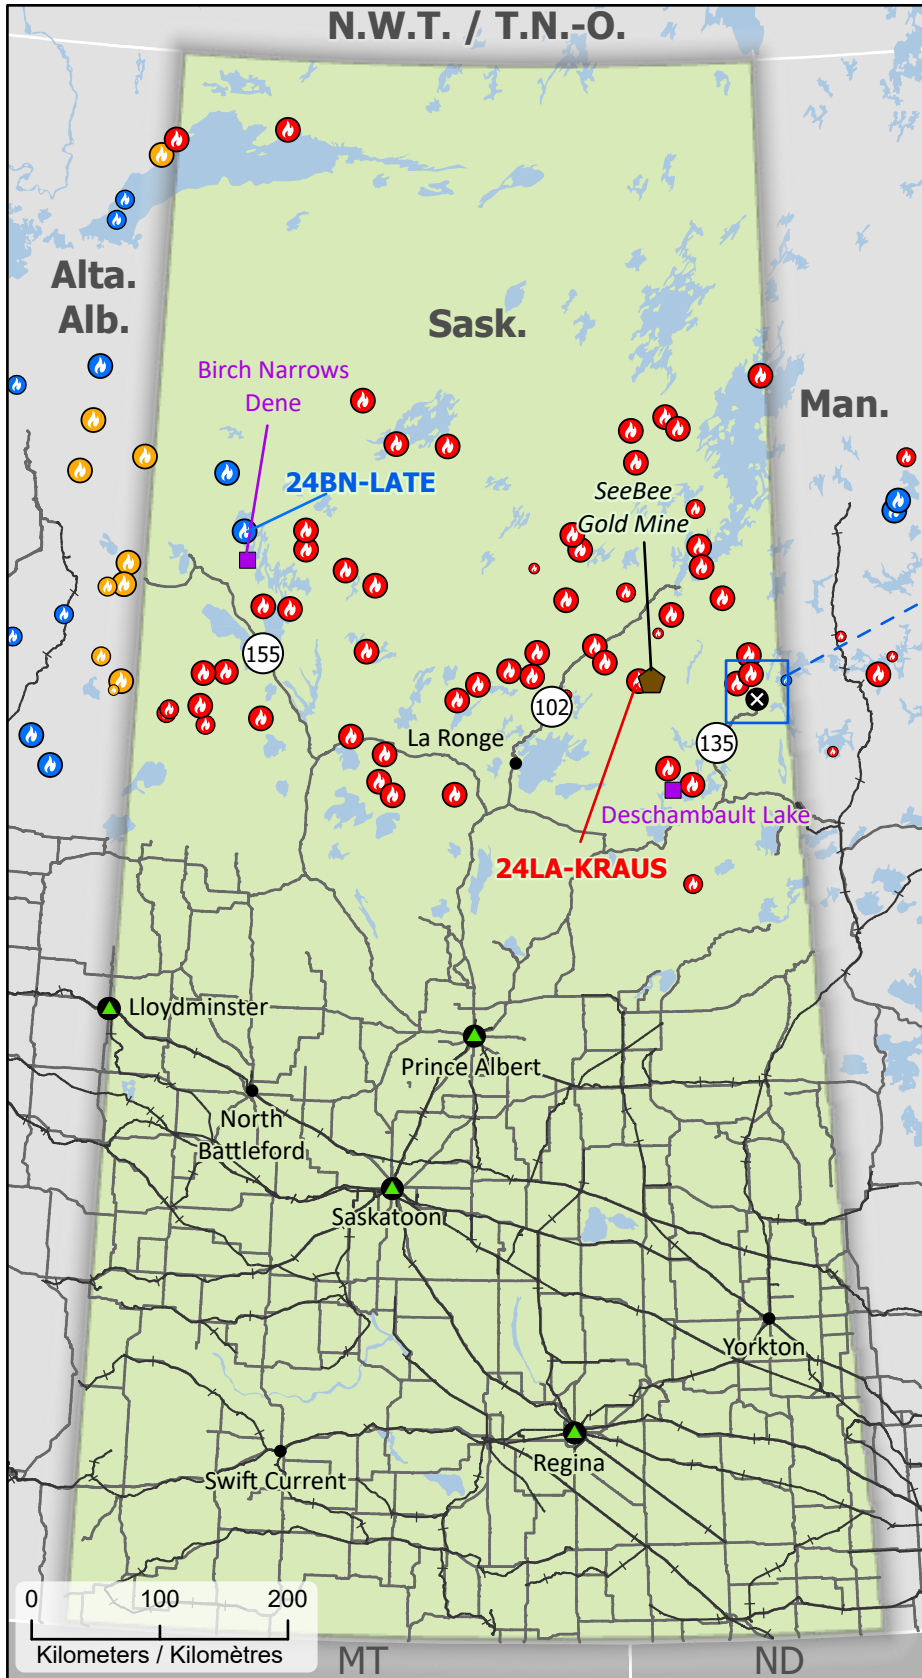 N.W.T. / T.N.-O.
Alta.
Alb.
Sask.
Man.
Birch Narrows
Dene
24BN-LATE
SeeBee
Gold Mine
155
102
La Ronge
135
Deschambault Lake
24LA-KRAUS
Lloydminster
Prince Albert
North
Battleford
Saskatoon
Yorkton
Regina
Swift Current
0 100 200
Kilometers / Kilomètres
MT
ND